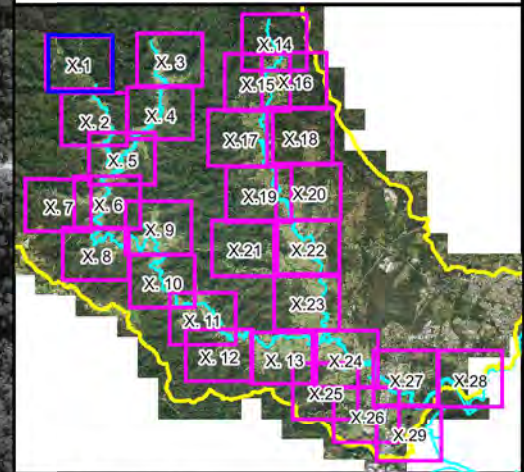 X.1
X. 2
X. 3
X. 4
X. 5
X. 6
X. 7
X. 8
X. 9
X. 10
X. 11
X. 12
X. 13
X.14
X.15
X.16
X.17
X.18
X.19
X.20
X.21
X.22
X.23
X.24
X.25
X.26
X.27
X.28
X.29